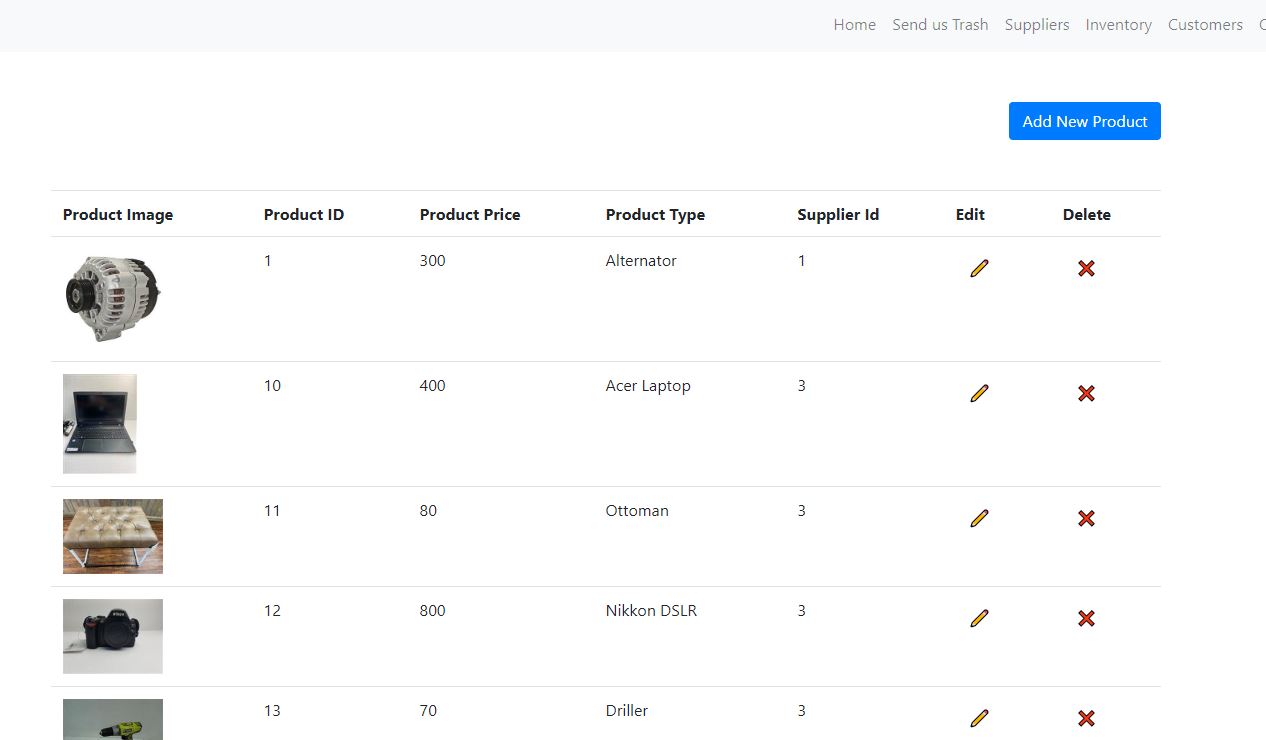 Home Send us Trash Suppliers Inventory Customers
Add New Product
Product Image Product ID Product Price Product Type Supplier Id Edit Delete
1 300 Alternator 1
10 400 Acer Laptop 3
11 80 Ottoman 3
12 800 Nikkon DSLR 3
13 70 Driller 3